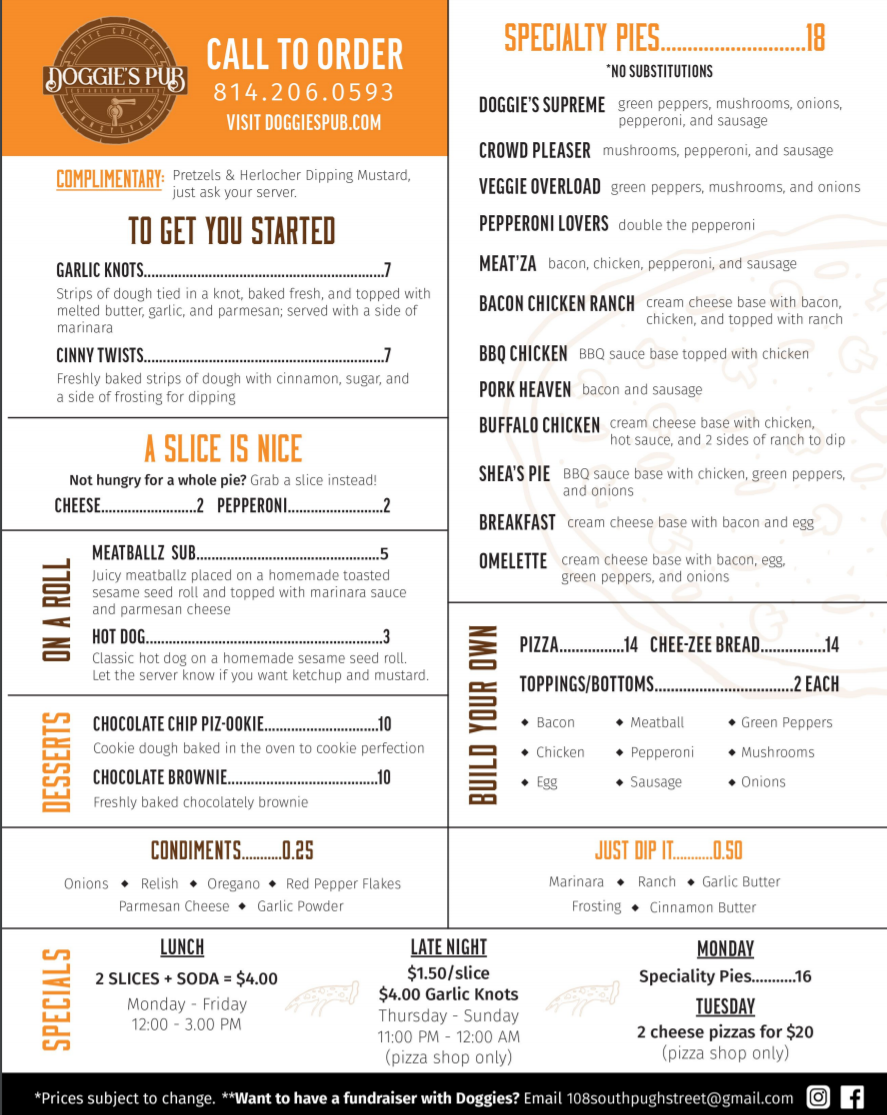 STATE COLLEGE
DOGGIE'S PUB
PENNSYLVANIA
CALL TO ORDER
814.206.0593
VISIT DOGGIESPUB.COM
COMPLIMENTARY: Pretzels & Herlocher Dipping Mustard,
just ask your server.
TO GET YOU STARTED
GARLIC KNOTS................................................................7
Strips of dough tied in a knot, baked fresh, and topped with
melted butter, garlic, and parmesan; served with a side of
marinara
CINNY TWISTS................................................................7
Freshly baked strips of dough with cinnamon, sugar, and
a side of frosting for dipping
A SLICE IS NICE
Not hungry for a whole pie? Grab a slice instead!
CHEESE.........................2 PEPPERONI.........................2
ON A ROLL
MEATBALLZ SUB................................................5
Juicy meatballz placed on a homemade toasted
sesame seed roll and topped with marinara sauce
and parmesan cheese
HOT DOG...............................................................3
Classic hot dog on a homemade sesame seed roll.
Let the server know if you want ketchup and mustard.
DESSERTS
CHOCOLATE CHIP PIZ-OOKIE..............................10
Cookie dough baked in the oven to cookie perfection
CHOCOLATE BROWNIE........................................10
Freshly baked chocolately brownie
CONDIMENTS...........0.25
Onions ◆ Relish ◆ Oregano ◆ Red Pepper Flakes
Parmesan Cheese ◆ Garlic Powder
SPECIALTY PIES............................18
*NO SUBSTITUTIONS
DOGGIE'S SUPREME green peppers, mushrooms, onions,
pepperoni, and sausage
CROWD PLEASER mushrooms, pepperoni, and sausage
VEGGIE OVERLOAD green peppers, mushrooms, and onions
PEPPERONI LOVERS double the pepperoni
MEAT'ZA bacon, chicken, pepperoni, and sausage
BACON CHICKEN RANCH cream cheese base with bacon,
chicken, and topped with ranch
BBQ CHICKEN BBQ sauce base topped with chicken
PORK HEAVEN bacon and sausage
BUFFALO CHICKEN cream cheese base with chicken,
hot sauce, and 2 sides of ranch to dip
SHEA'S PIE BBQ sauce base with chicken, green peppers,
and onions
BREAKFAST cream cheese base with bacon and egg
OMELETTE cream cheese base with bacon, egg,
green peppers, and onions
BUILD YOUR OWN
PIZZA.................14 CHEE-ZEE BREAD.................14
TOPPINGS/BOTTOMS....................................2 EACH
◆ Bacon ◆ Meatball ◆ Green Peppers
◆ Chicken ◆ Pepperoni ◆ Mushrooms
◆ Egg ◆ Sausage ◆ Onions
JUST DIP IT...........0.50
Marinara ◆ Ranch ◆ Garlic Butter
Frosting ◆ Cinnamon Butter
SPECIALS
LUNCH
2 SLICES + SODA = $4.00
Monday - Friday
12:00 - 3.00 PM
LATE NIGHT
$1.50/slice
$4.00 Garlic Knots
Thursday - Sunday
11:00 PM - 12:00 AM
(pizza shop only)
MONDAY
Speciality Pies...........16
TUESDAY
2 cheese pizzas for $20
(pizza shop only)
*Prices subject to change. **Want to have a fundraiser with Doggies? Email 108southpughstreet@gmail.com